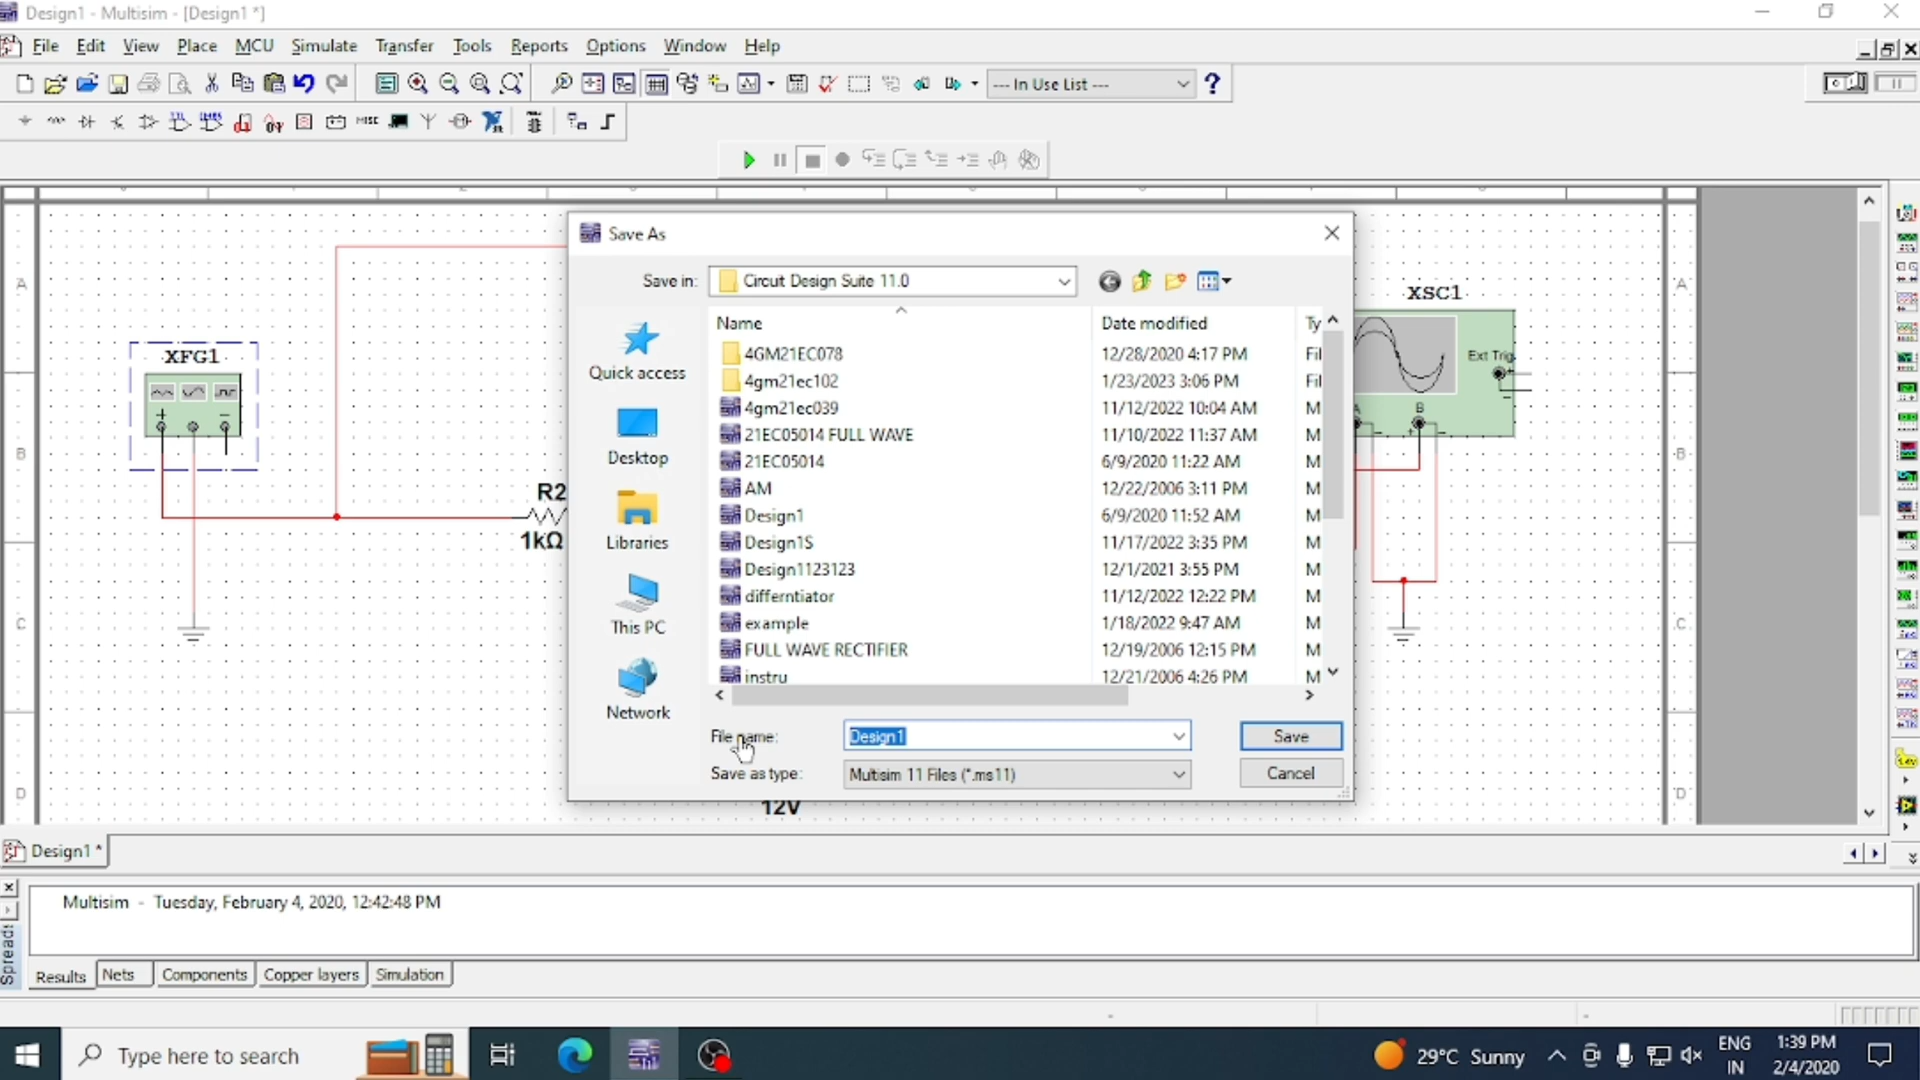 Design1 - Multisim - [Design1 *]
File Edit View Place MCU Simulate Transfer Tools Reports Options Window Help
--- In Use List ---
MISC
A
B
C
D
XFG1
R2
1kΩ
12V
XSC1
Ext Trig
A
B
A
B
C
D
Save As
Save in: Circuit Design Suite 11.0
Name Date modified Ty
4GM21EC078 12/28/2020 4:17 PM Fil
4gm21ec102 1/23/2023 3:06 PM Fil
4gm21ec039 11/12/2022 10:04 AM M
21EC05014 FULL WAVE 11/10/2022 11:37 AM M
21EC05014 6/9/2020 11:22 AM M
AM 12/22/2006 3:11 PM M
Design1 6/9/2020 11:52 AM M
Design1S 11/17/2022 3:35 PM M
Design1123123 12/1/2021 3:55 PM M
differntiator 11/12/2022 12:22 PM M
example 1/18/2022 9:47 AM M
FULL WAVE RECTIFIER 12/19/2006 12:15 PM M
instru 12/21/2006 4:26 PM M
Quick access
Desktop
Libraries
This PC
Network
File name: Design1 Save
Save as type: Multisim 11 Files (*.ms11) Cancel
Design1 *
Multisim - Tuesday, February 4, 2020, 12:42:48 PM
Results Nets Components Copper layers Simulation
Type here to search
29°C Sunny
ENG
IN
1:39 PM
2/4/2020